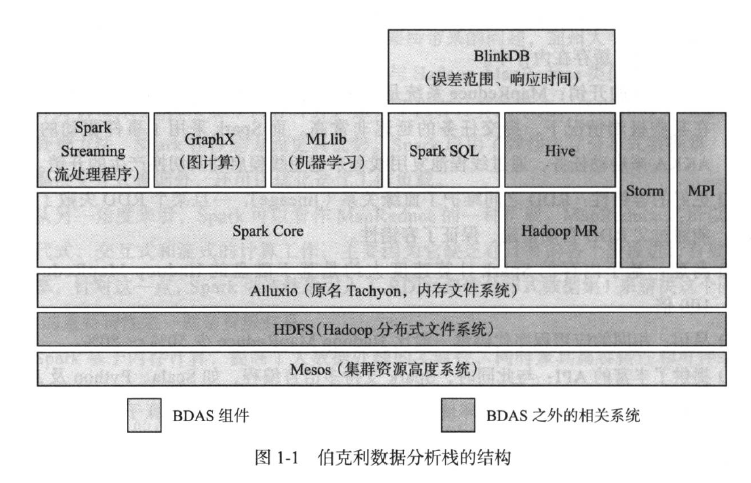 BlinkDB
（误差范围、响应时间）
Spark
Streaming
（流处理程序）
GraphX
（图计算）
MLlib
（机器学习）
Spark SQL
Hive
Storm
MPI
Spark Core
Hadoop MR
Alluxio（原名 Tachyon，内存文件系统）
HDFS（Hadoop 分布式文件系统）
Mesos（集群资源高度系统）
BDAS 组件
BDAS 之外的相关系统
图 1-1 伯克利数据分析栈的结构